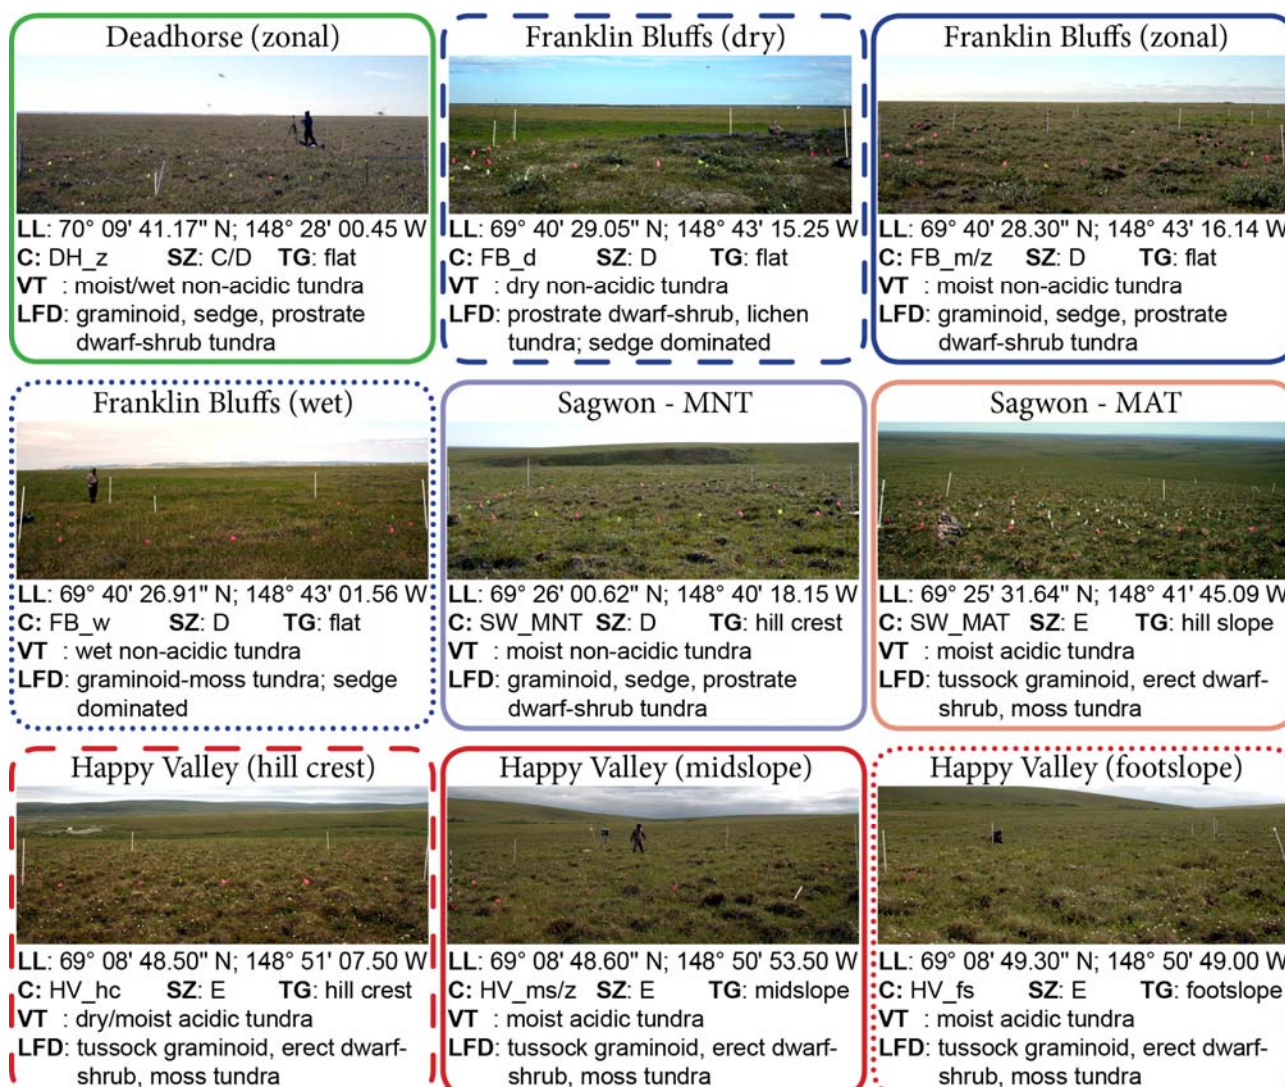 Deadhorse (zonal)
LL: 70° 09' 41.17" N; 148° 28' 00.45 W
C: DH_z SZ: C/D TG: flat
VT : moist/wet non-acidic tundra
LFD: graminoid, sedge, prostrate
dwarf-shrub tundra
Franklin Bluffs (dry)
LL: 69° 40' 29.05" N; 148° 43' 15.25 W
C: FB_d SZ: D TG: flat
VT : dry non-acidic tundra
LFD: prostrate dwarf-shrub, lichen
tundra; sedge dominated
Franklin Bluffs (zonal)
LL: 69° 40' 28.30" N; 148° 43' 16.14 W
C: FB_m/z SZ: D TG: flat
VT : moist non-acidic tundra
LFD: graminoid, sedge, prostrate
dwarf-shrub tundra
Franklin Bluffs (wet)
LL: 69° 40' 26.91" N; 148° 43' 01.56 W
C: FB_w SZ: D TG: flat
VT : wet non-acidic tundra
LFD: graminoid-moss tundra; sedge
dominated
Sagwon - MNT
LL: 69° 26' 00.62" N; 148° 40' 18.15 W
C: SW_MNT SZ: D TG: hill crest
VT : moist non-acidic tundra
LFD: graminoid, sedge, prostrate
dwarf-shrub tundra
Sagwon - MAT
LL: 69° 25' 31.64" N; 148° 41' 45.09 W
C: SW_MAT SZ: E TG: hill slope
VT : moist acidic tundra
LFD: tussock graminoid, erect dwarf-
shrub, moss tundra
Happy Valley (hill crest)
LL: 69° 08' 48.50" N; 148° 51' 07.50 W
C: HV_hc SZ: E TG: hill crest
VT : dry/moist acidic tundra
LFD: tussock graminoid, erect dwarf-
shrub, moss tundra
Happy Valley (midslope)
LL: 69° 08' 48.60" N; 148° 50' 53.50 W
C: HV_ms/z SZ: E TG: midslope
VT : moist acidic tundra
LFD: tussock graminoid, erect dwarf-
shrub, moss tundra
Happy Valley (footslope)
LL: 69° 08' 49.30" N; 148° 50' 49.00 W
C: HV_fs SZ: E TG: footslope
VT : moist acidic tundra
LFD: tussock graminoid, erect dwarf-
shrub, moss tundra